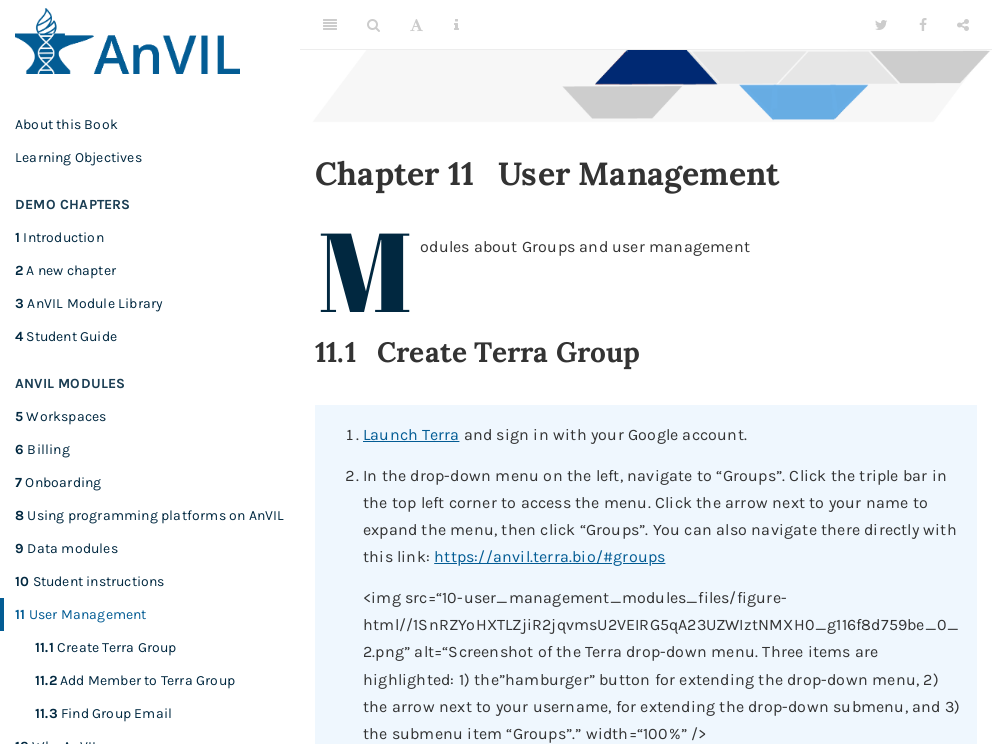 AnVIL
About this Book
Learning Objectives
DEMO CHAPTERS
1 Introduction
2 A new chapter
3 AnVIL Module Library
4 Student Guide
ANVIL MODULES
5 Workspaces
6 Billing
7 Onboarding
8 Using programming platforms on AnVIL
9 Data modules
10 Student instructions
11 User Management
11.1 Create Terra Group
11.2 Add Member to Terra Group
11.3 Find Group Email
Chapter 11 User Management
Modules about Groups and user management
11.1 Create Terra Group
1. Launch Terra and sign in with your Google account.
2. In the drop-down menu on the left, navigate to “Groups”. Click the triple bar in
the top left corner to access the menu. Click the arrow next to your name to
expand the menu, then click “Groups”. You can also navigate there directly with
this link: https://anvil.terra.bio/#groups
<img src=“10-user_management_modules_files/figure-
html//1SnRZYoHXTLZjiR2jqvmsU2VEIRG5qA23UZWIztNMXH0_g116f8d759be_0_
2.png” alt=“Screenshot of the Terra drop-down menu. Three items are
highlighted: 1) the”hamburger” button for extending the drop-down menu, 2)
the arrow next to your username, for extending the drop-down submenu, and 3)
the submenu item “Groups”.” width=“100%” />